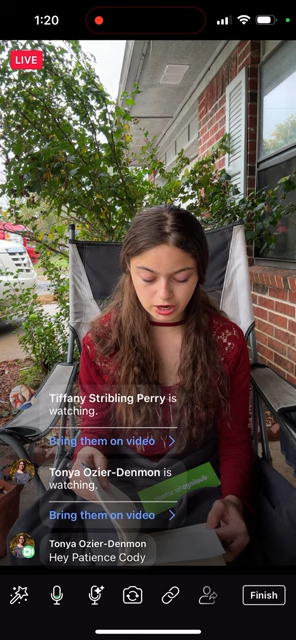 1:20
LIVE
Tiffany Stribling Perry is
watching.
Bring them on video
Tonya Ozier-Denmon is
watching.
Bring them on video
Tonya Ozier-Denmon
Hey Patience Cody
Finish